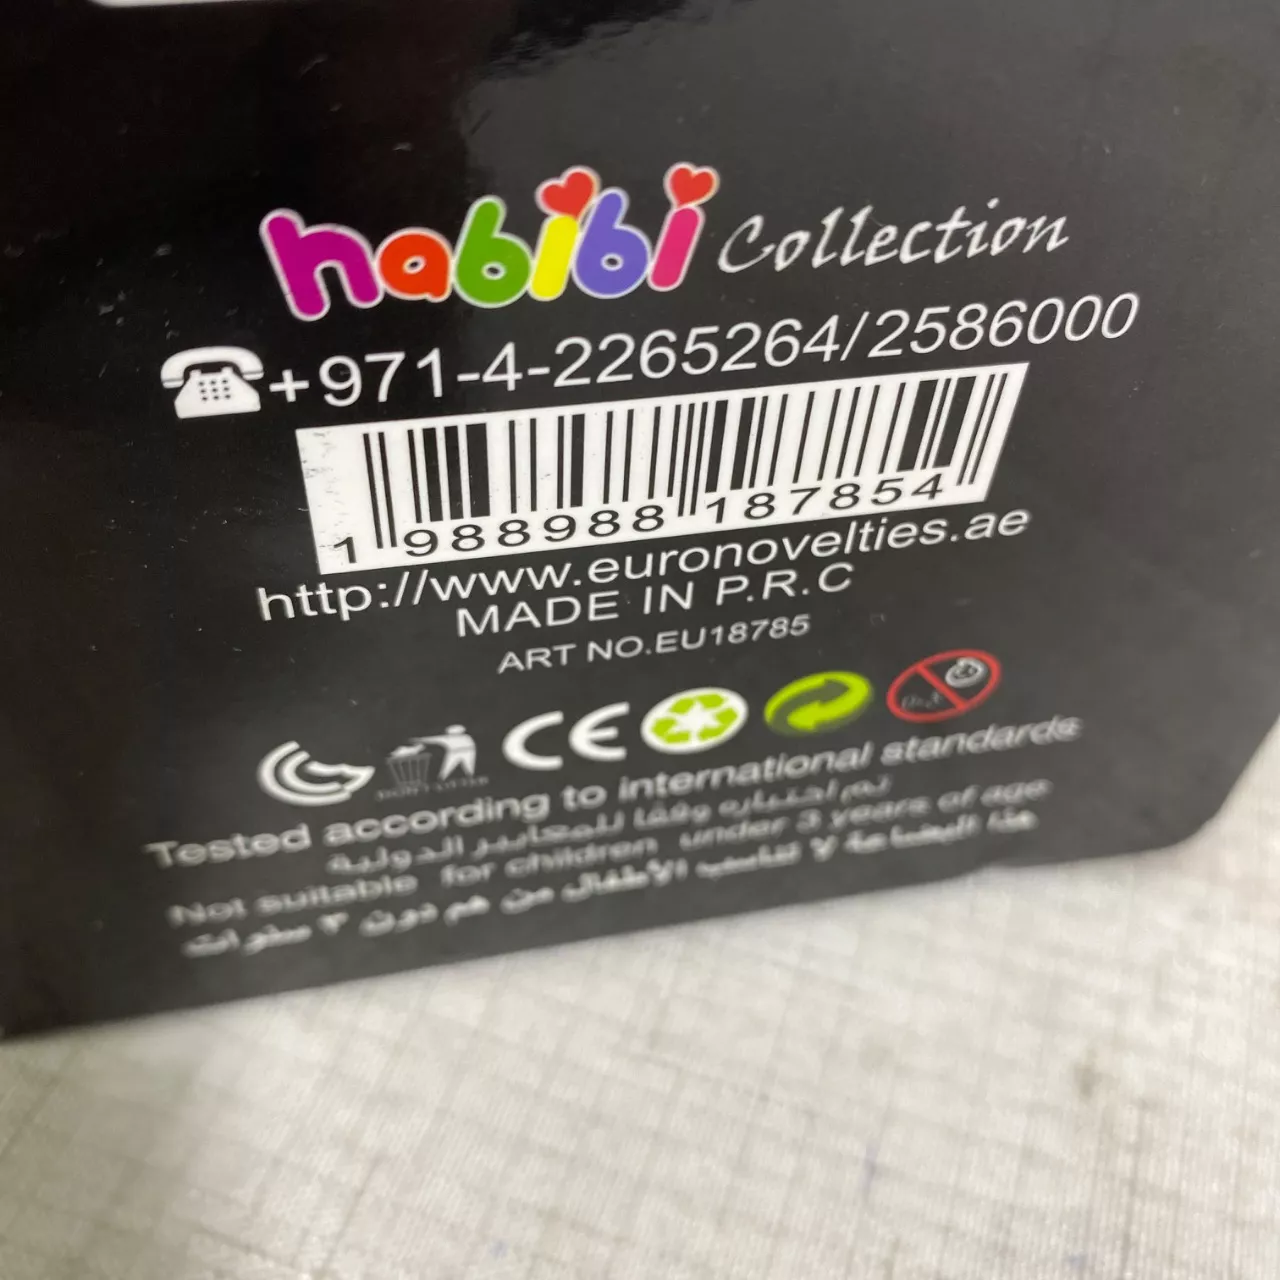 habibi Collection
+971-4-2265264/2586000
1 988988 187854
http://www.euronovelties.ae
MADE IN P.R.C
ART NO.EU18785
CE
Tested according to international standards
تم اختباره وفقا للمعايير الدولية
Not suitable for children under 3 years of age
هذا البضاعة لا تناسب الأطفال من هم دون ٣ سنوات